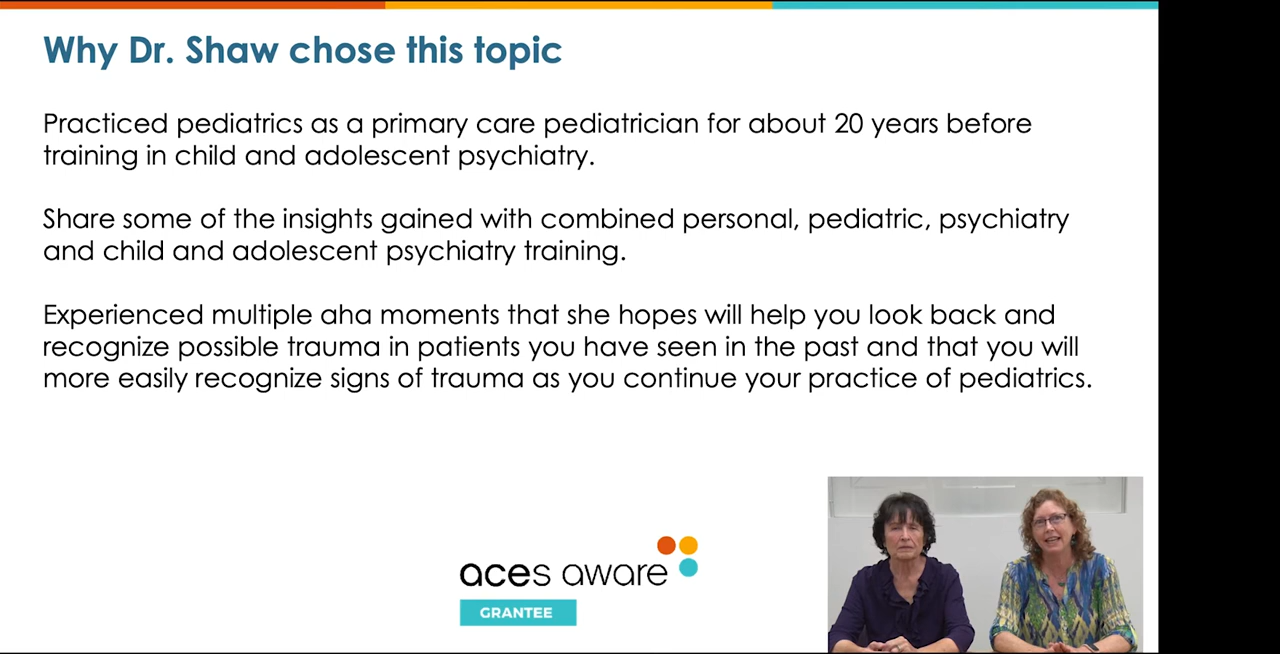 Why Dr. Shaw chose this topic
Practiced pediatrics as a primary care pediatrician for about 20 years before
training in child and adolescent psychiatry.
Share some of the insights gained with combined personal, pediatric, psychiatry
and child and adolescent psychiatry training.
Experienced multiple aha moments that she hopes will help you look back and
recognize possible trauma in patients you have seen in the past and that you will
more easily recognize signs of trauma as you continue your practice of pediatrics.
aces aware
GRANTEE